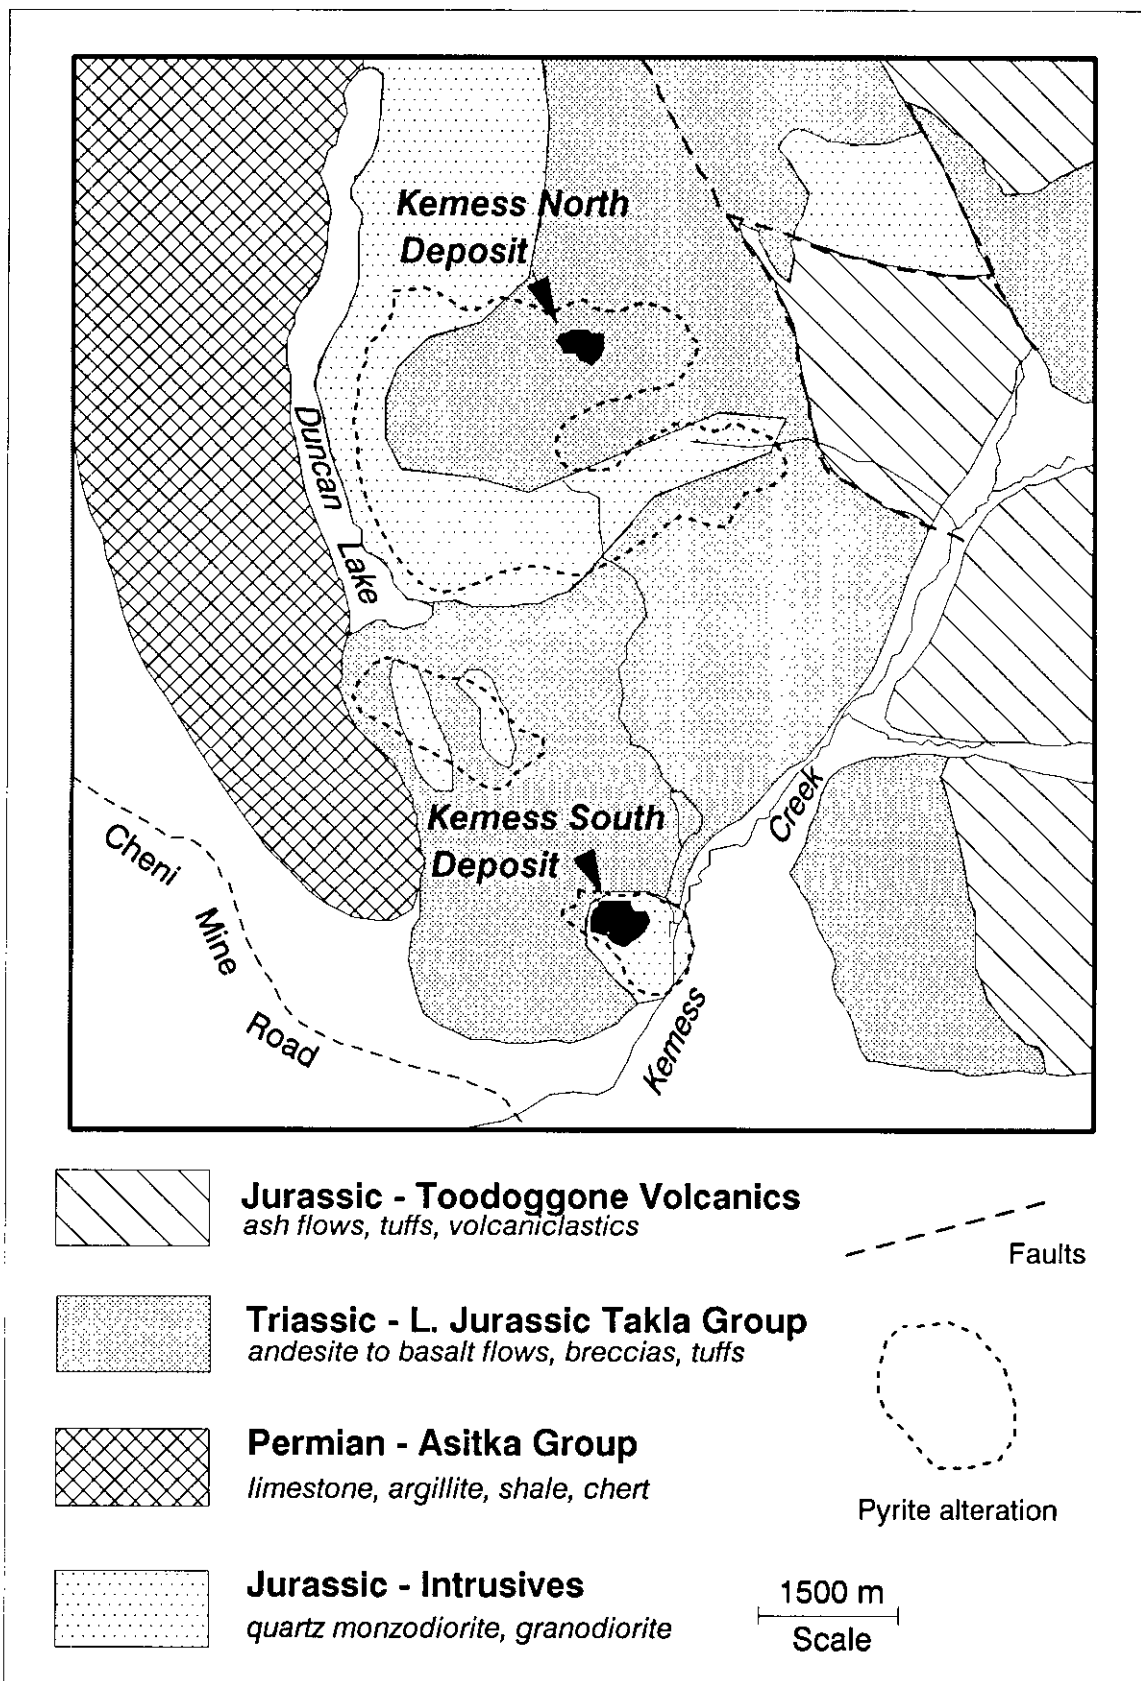 Kemess North
Deposit
Duncan
Lake
Kemess South
Deposit
Creek
Cheni
Mine
Road
Kemess
Jurassic - Toodoggone Volcanics
ash flows, tuffs, volcaniclastics
Faults
Triassic - L. Jurassic Takla Group
andesite to basalt flows, breccias, tuffs
Permian - Asitka Group
limestone, argillite, shale, chert
Pyrite alteration
Jurassic - Intrusives
quartz monzodiorite, granodiorite
1500 m
Scale